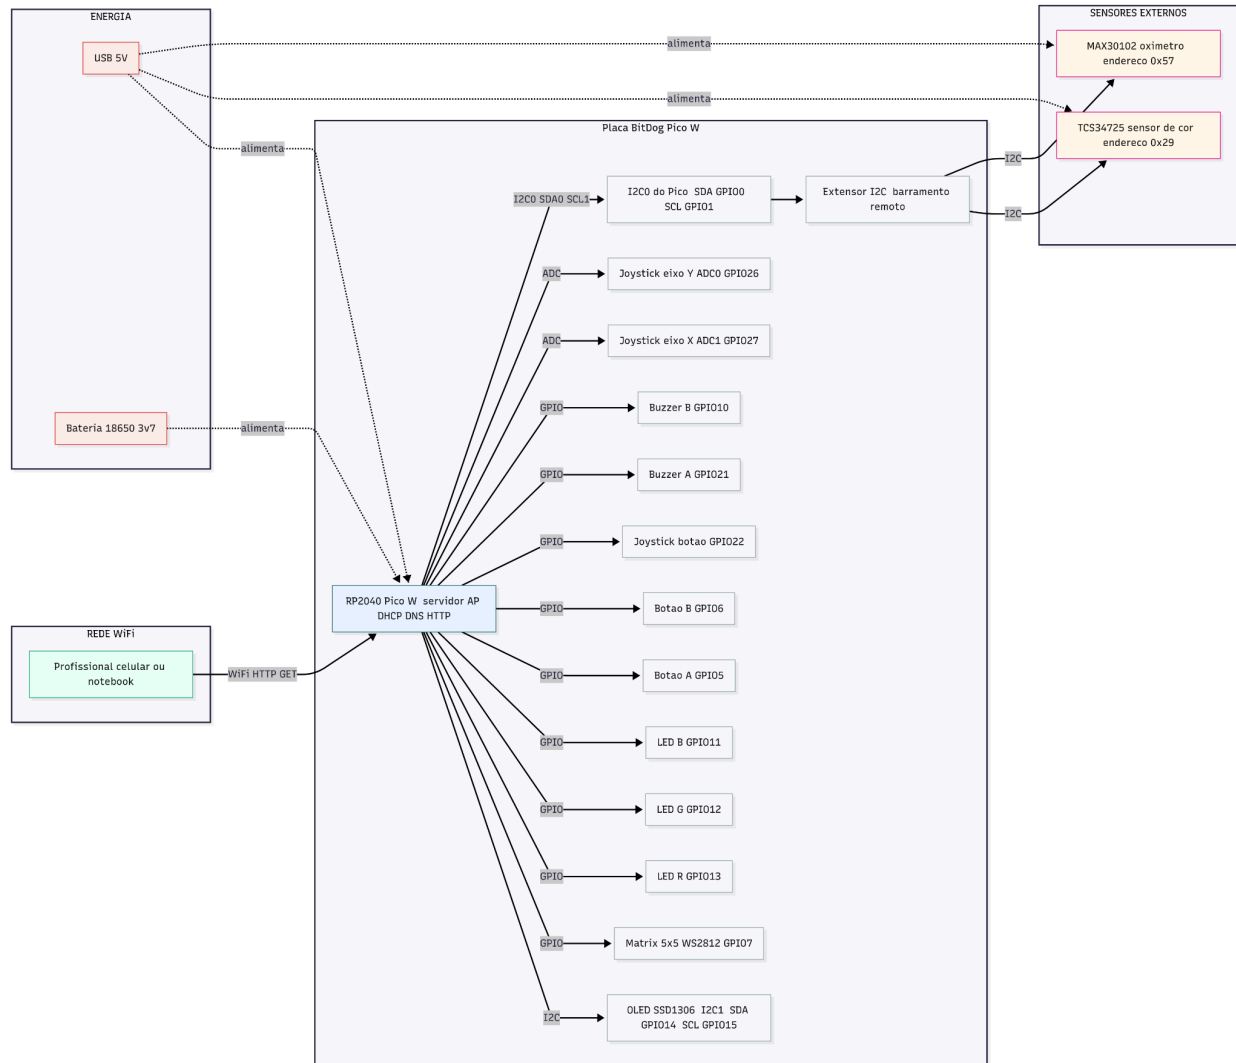 ENERGIA
USB 5V
Bateria 18650 3v7
alimenta
alimenta
alimenta
alimenta
REDE WiFi
Profissional celular ou
notebook
WiFi HTTP GET
Placa BitDog Pico W
RP2040 Pico W  servidor AP
DHCP DNS HTTP
I2C0 SDA0 SCL1
I2C0 do Pico  SDA GPIO0
SCL GPIO1
Extensor I2C  barramento
remoto
ADC
Joystick eixo Y ADC0 GPIO26
ADC
Joystick eixo X ADC1 GPIO27
GPIO
Buzzer B GPIO10
GPIO
Buzzer A GPIO21
GPIO
Joystick botao GPIO22
GPIO
Botao B GPIO6
GPIO
Botao A GPIO5
GPIO
LED B GPIO11
GPIO
LED G GPIO12
GPIO
LED R GPIO13
GPIO
Matrix 5x5 WS2812 GPIO7
I2C
OLED SSD1306  I2C1  SDA
GPIO14  SCL GPIO15
I2C
I2C
SENSORES EXTERNOS
MAX30102 oximetro
endereco 0x57
TCS34725 sensor de cor
endereco 0x29